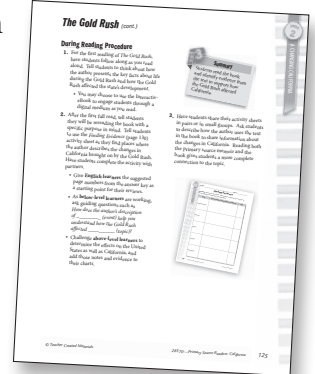 The Gold Rush (cont.)
During Reading Procedure
1. For the first reading of The Gold Rush,
have students follow along as you read
aloud. Tell students to think about how
the author presents the key facts about life
during the Gold Rush and how the Gold
Rush affected the state's development.
• You may choose to use the Interactiv-
eBook to engage students through a
digital medium as you read.
2. After the first full read, tell students
they will be rereading the book with a
specific purpose in mind. Tell students
to use the Finding Evidence (page 130)
activity sheet as they find places where
the author describes the changes in
California brought on by the Gold Rush.
Have students complete the activity with
partners.
• Give English learners the suggested
page numbers from the answer key as
a starting point for their searches.
• As below-level learners are working,
ask guiding questions such as
How does the author's description
of ______ (event) help you
understand how the Gold Rush
affected ______ (topic)?
• Challenge above-level learners to
determine the effects on the United
States as well as California, and
add those notes and evidence to
their charts.
Summary
Students read the book
and identify evidence from
the text to explain how
the Gold Rush affected
California.
3. Have students share their activity sheets
in pairs or in small groups. Ask students
to describe how the author uses the text
in the book to share information about
the changes in California. Reading both
the primary source and the
book gives students a more complete
connection to the topic.
© Teacher Created Materials
Primary Source Readers: California
125